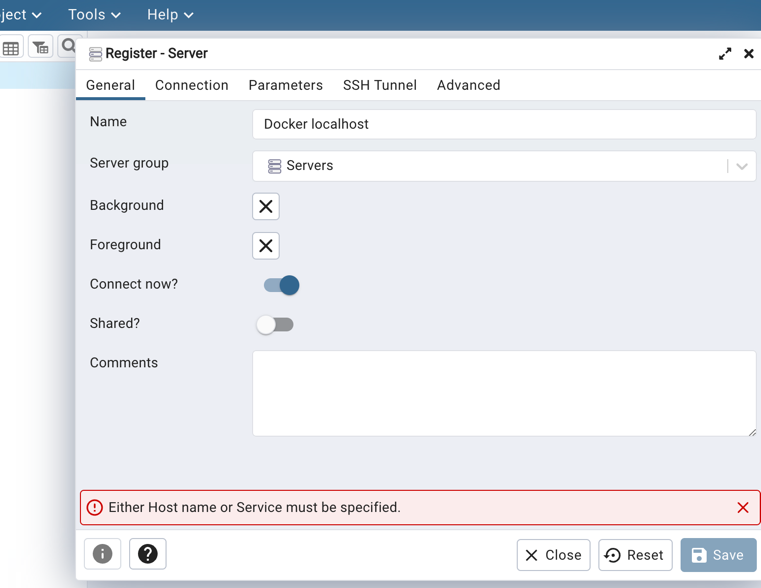 ject Tools Help
Register - Server
General Connection Parameters SSH Tunnel Advanced
Name Docker localhost
Server group Servers
Background
Foreground
Connect now?
Shared?
Comments
Either Host name or Service must be specified.
Close Reset Save